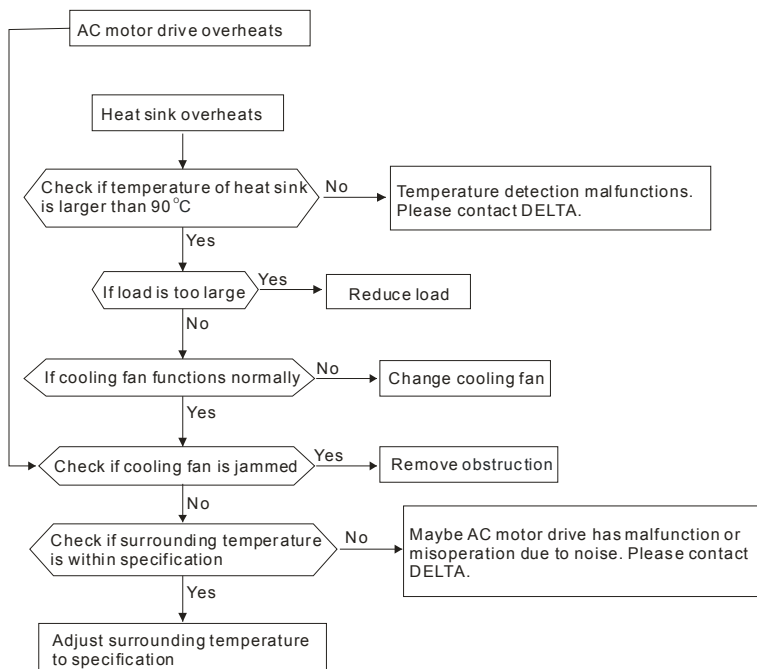 AC motor drive overheats
Heat sink overheats
Check if temperature of heat sink
is larger than 90°C
No
Temperature detection malfunctions.
Please contact DELTA.
Yes
If load is too large
Yes
Reduce load
No
If cooling fan functions normally
No
Change cooling fan
Yes
Check if cooling fan is jammed
Yes
Remove obstruction
No
Check if surrounding temperature
is within specification
No
Maybe AC motor drive has malfunction or
misoperation due to noise. Please contact
DELTA.
Yes
Adjust surrounding temperature
to specification